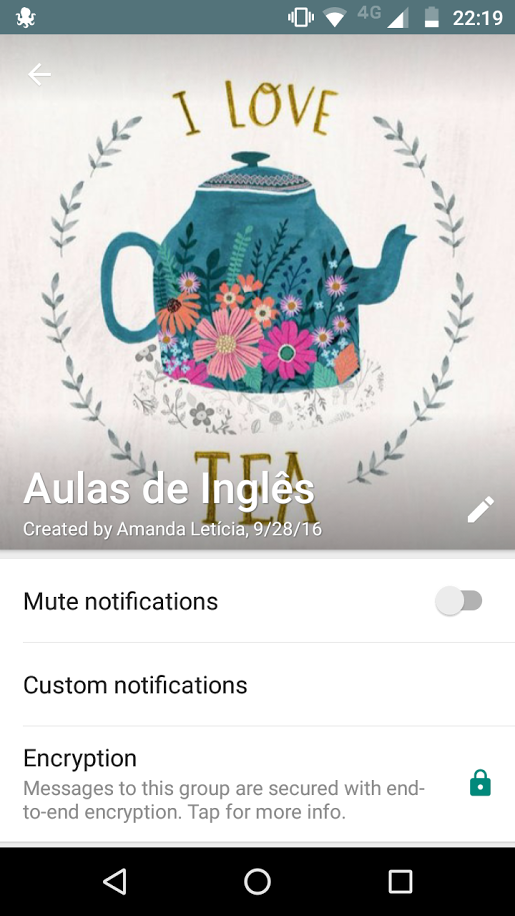 4G 22:19
I LOVE
TEA
Aulas de Inglês
Created by Amanda Letícia, 9/28/16
Mute notifications
Custom notifications
Encryption
Messages to this group are secured with end-
to-end encryption. Tap for more info.